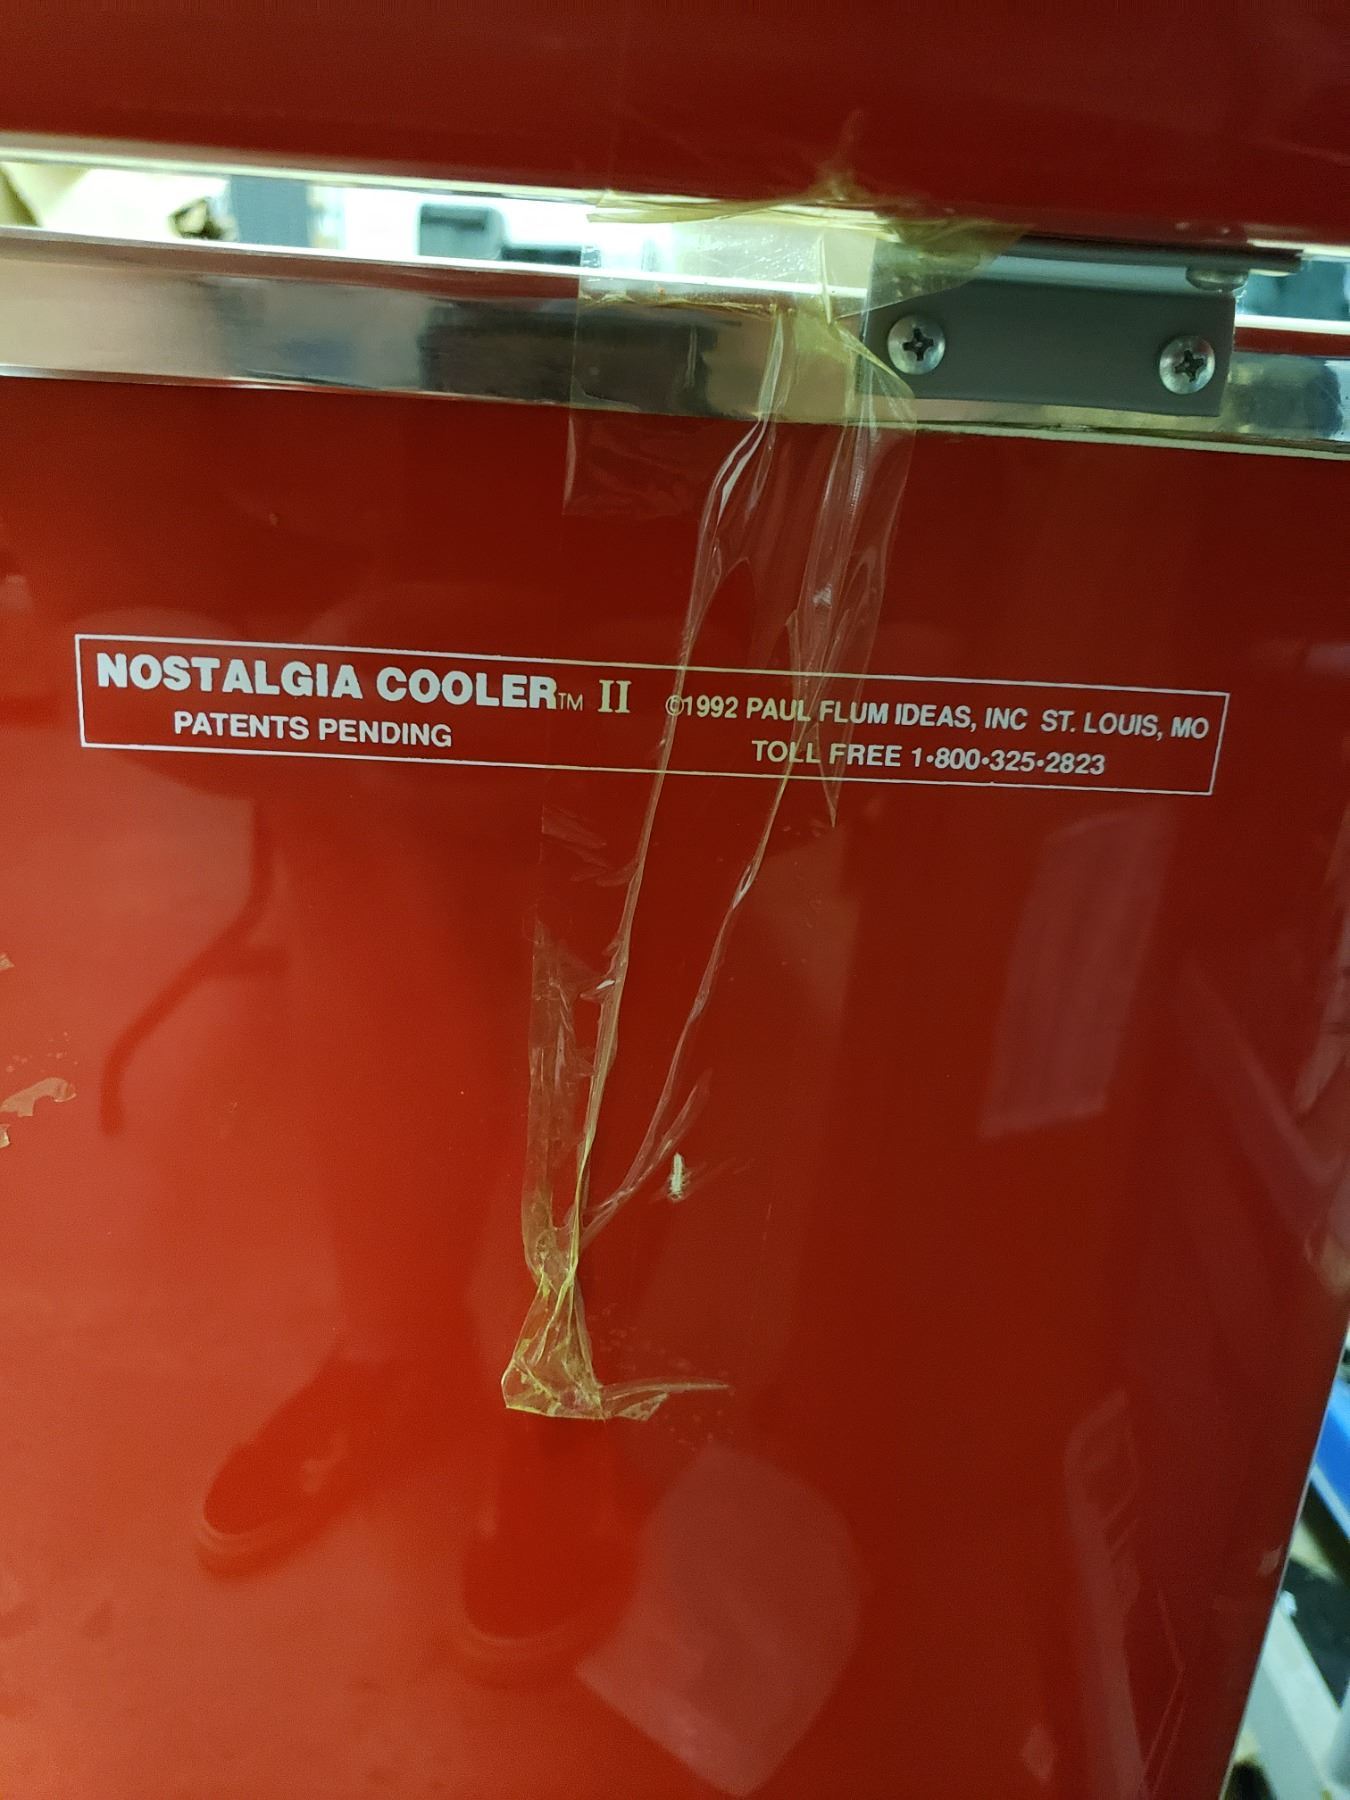 NOSTALGIA COOLER™ II ©1992 PAUL FLUM IDEAS, INC ST. LOUIS, MO
PATENTS PENDING TOLL FREE 1•800•325•2823